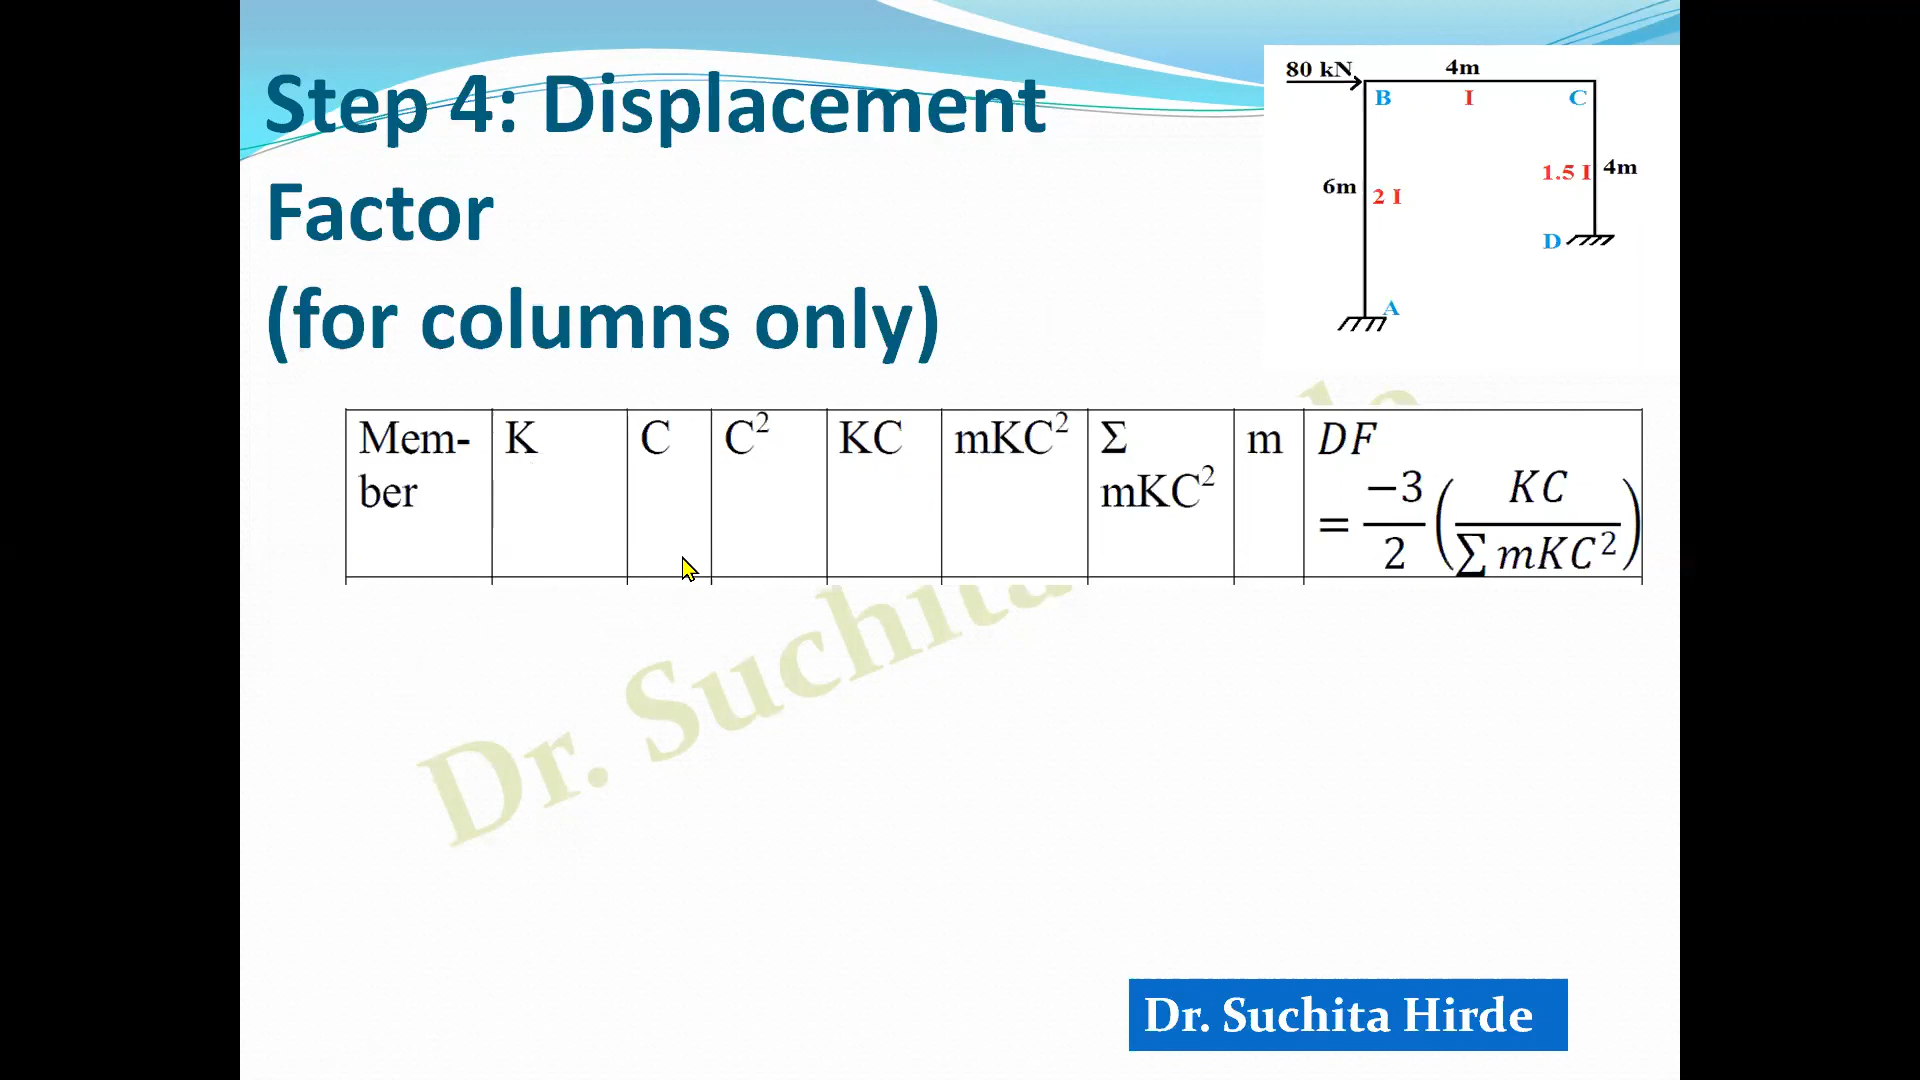 Step 4: Displacement
Factor
(for columns only)
80 kN
4m
B
I
C
6m
2 I
1.5 I
4m
D
A
Mem-
ber
K
C
C²
KC
mKC²
Σ
mKC²
m
DF
= −3/2 (KC / ∑ mKC²)
Dr. Suchita
Dr. Suchita Hirde